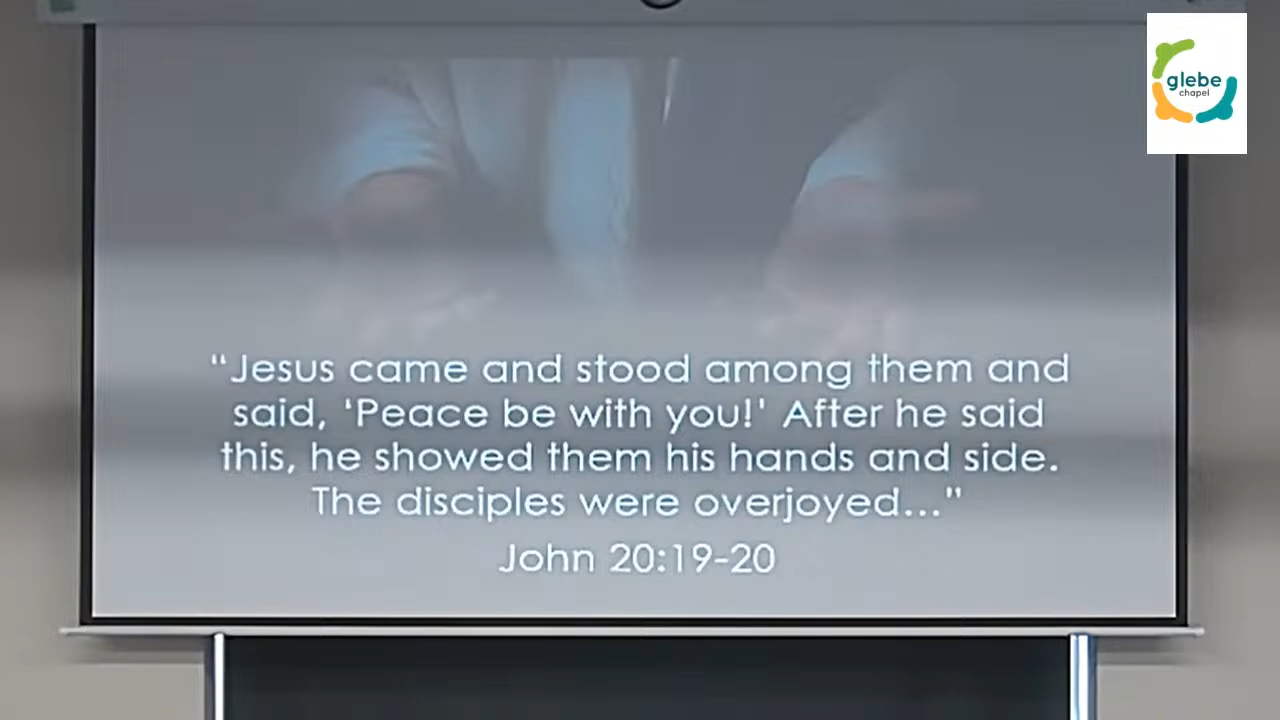 glebe
chapel
“Jesus came and stood among them and
said, ‘Peace be with you!’ After he said
this, he showed them his hands and side.
The disciples were overjoyed...”
John 20:19-20